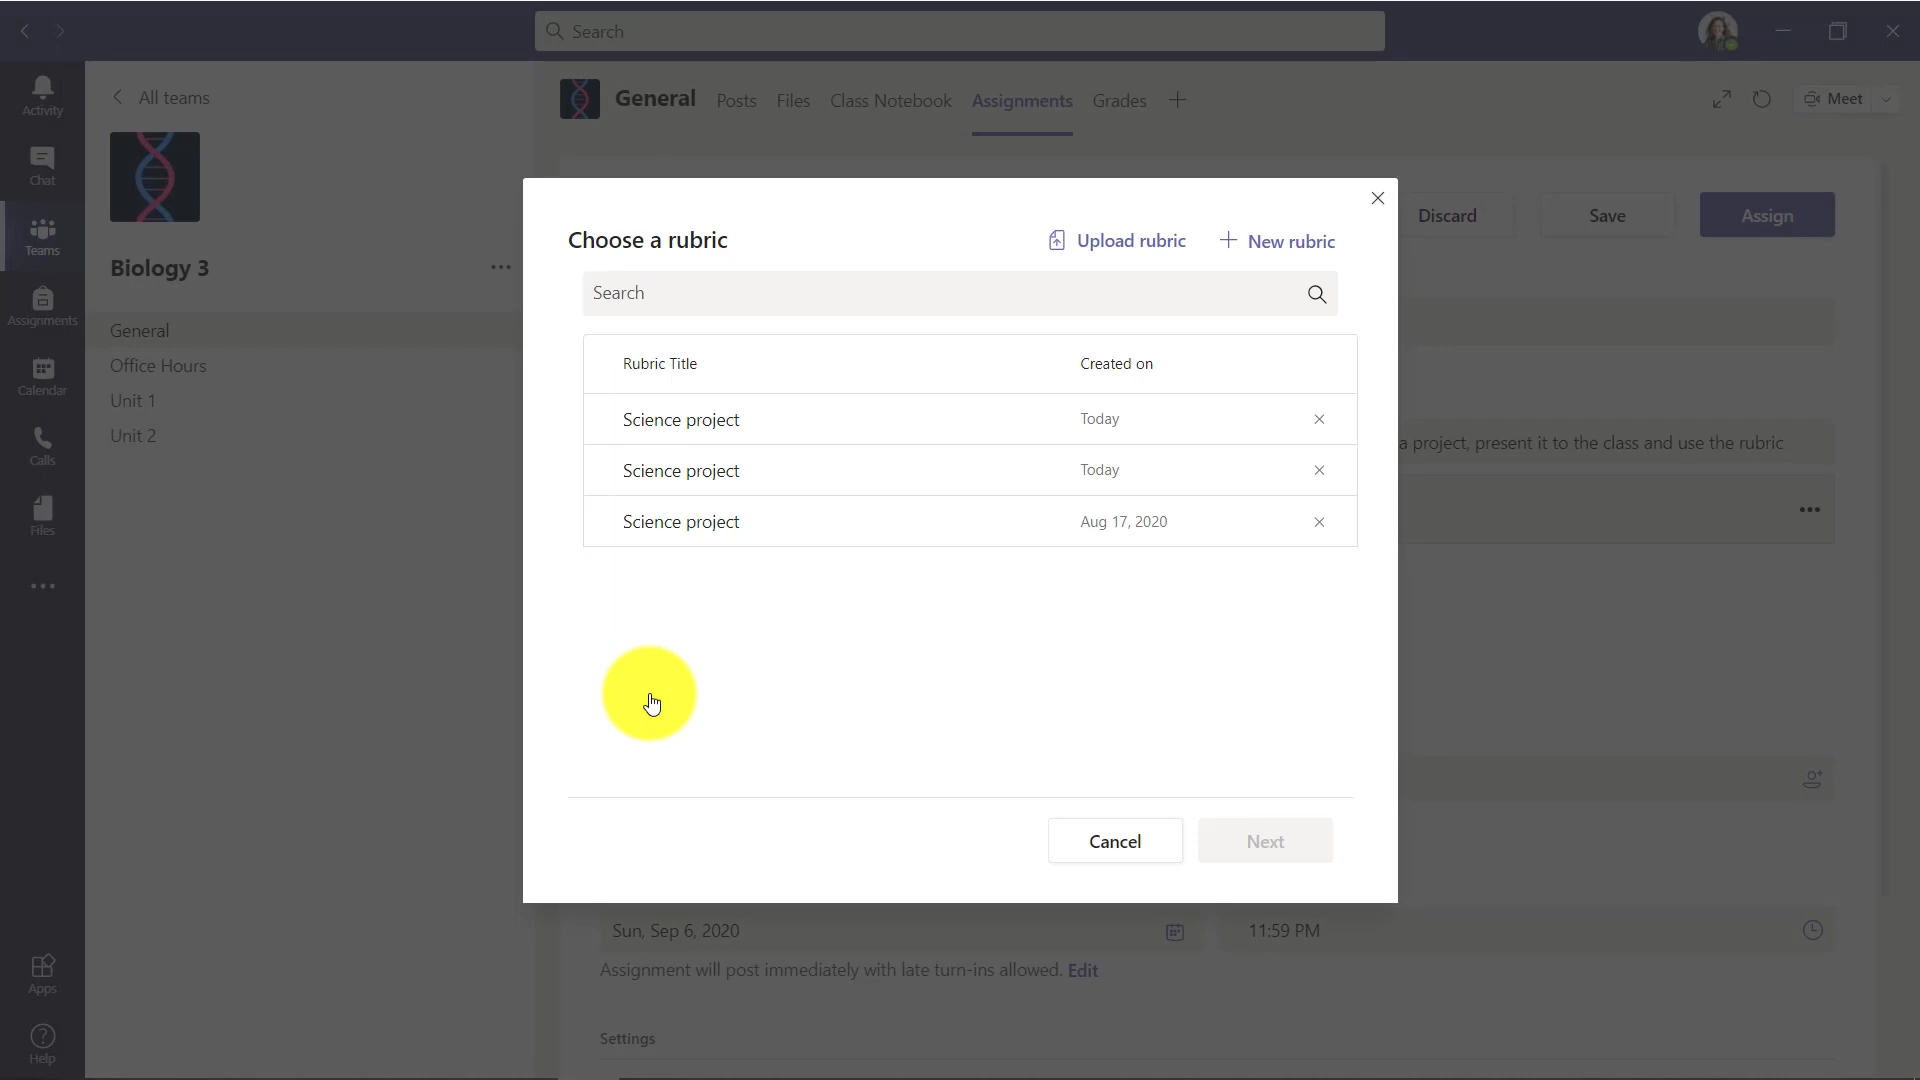 Search
Activity
Chat
Teams
Assignments
Calendar
Calls
Files
Apps
Help
All teams
Biology 3
General
Office Hours
Unit 1
Unit 2
General Posts Files Class Notebook Assignments Grades
Meet
Discard Save Assign
Choose a rubric
Upload rubric New rubric
Search
Rubric Title Created on
Science project Today
Science project Today
Science project Aug 17, 2020
a project, present it to the class and use the rubric
Cancel Next
Sun, Sep 6, 2020 11:59 PM
Assignment will post immediately with late turn-ins allowed. Edit
Settings